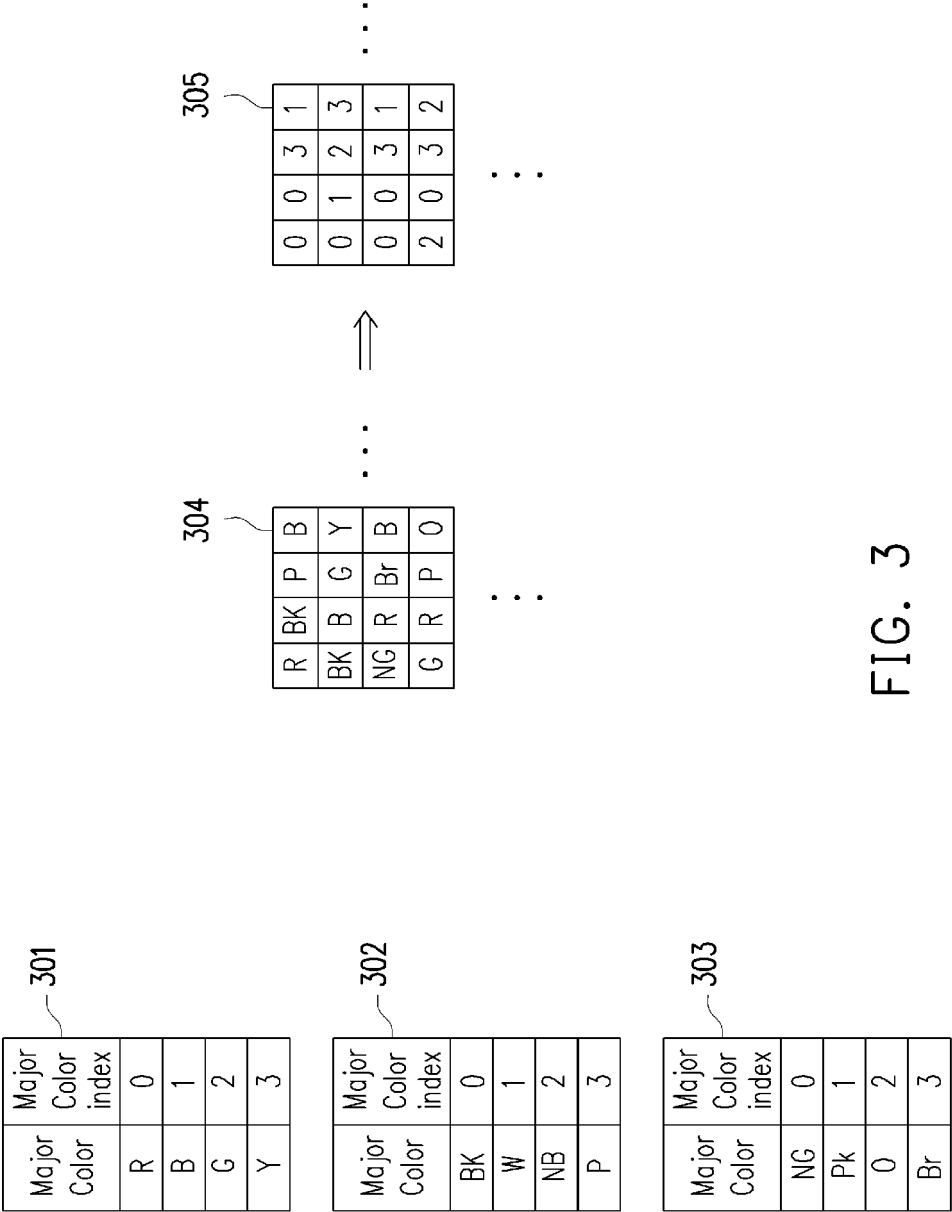 301
Major Color
Major Color index
R 0
B 1
G 2
Y 3
302
Major Color
Major Color index
BK 0
W 1
NB 2
P 3
303
Major Color
Major Color index
NG 0
Pk 1
O 2
Br 3
304
R BK P B
BK B G Y
NG R Br B
G R P O
...
...
⇒
305
0 0 3 1
0 1 2 3
0 0 3 1
2 0 3 2
...
...
FIG. 3